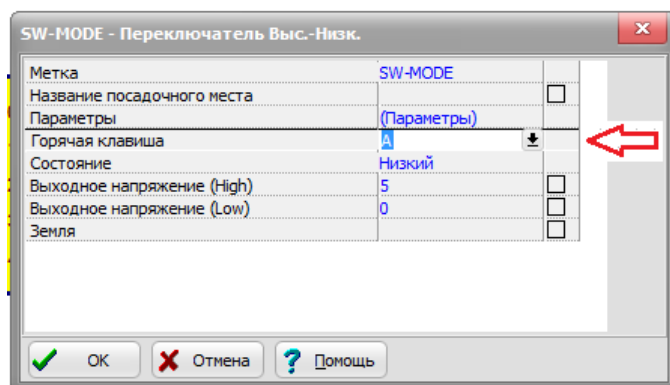 SW-MODE - Переключатель Выс.-Низк.
Метка SW-MODE
Название посадочного места
Параметры (Параметры)
Горячая клавиша A
Состояние Низкий
Выходное напряжение (High) 5
Выходное напряжение (Low) 0
Земля
OK Отмена Помощь